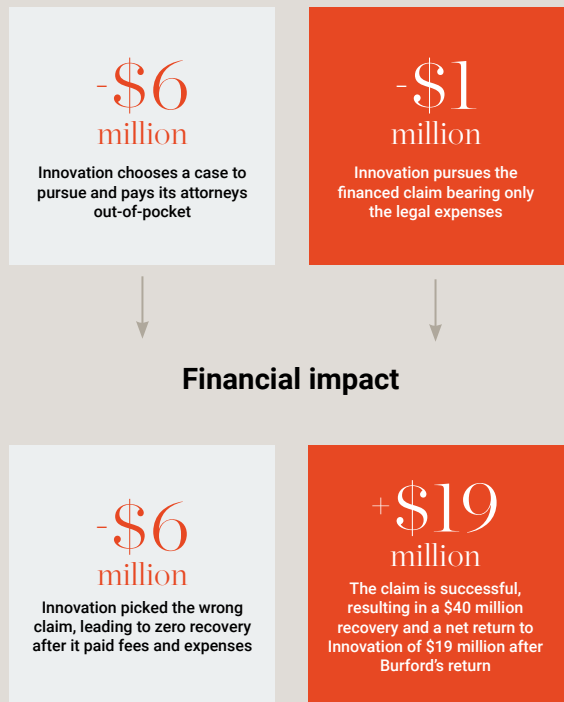 -$6
million
Innovation chooses a case to
pursue and pays its attorneys
out-of-pocket
-$1
million
Innovation pursues the
financed claim bearing only
the legal expenses
Financial impact
-$6
million
Innovation picked the wrong
claim, leading to zero recovery
after it paid fees and expenses
+$19
million
The claim is successful,
resulting in a $40 million
recovery and a net return to
Innovation of $19 million after
Burford’s return